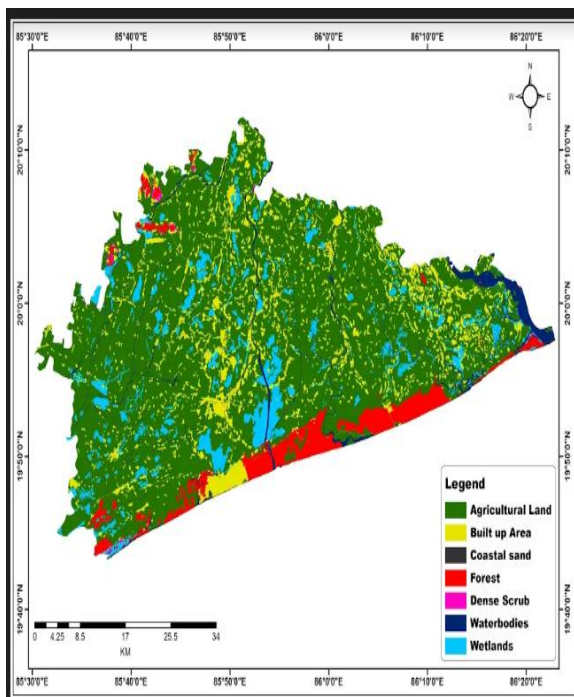 85°30'0"E 85°40'0"E 85°50'0"E 86°0'0"E 86°10'0"E 86°20'0"E
N
W E
S
20°10'0"N 20°10'0"N
20°0'0"N 20°0'0"N
19°50'0"N 19°50'0"N
19°40'0"N 19°40'0"N
Legend
Agricultural Land
Built up Area
Coastal sand
Forest
Dense Scrub
Waterbodies
Wetlands
0 4.25 8.5 17 25.5 34
KM
85°30'0"E 85°40'0"E 85°50'0"E 86°0'0"E 86°10'0"E 86°20'0"E